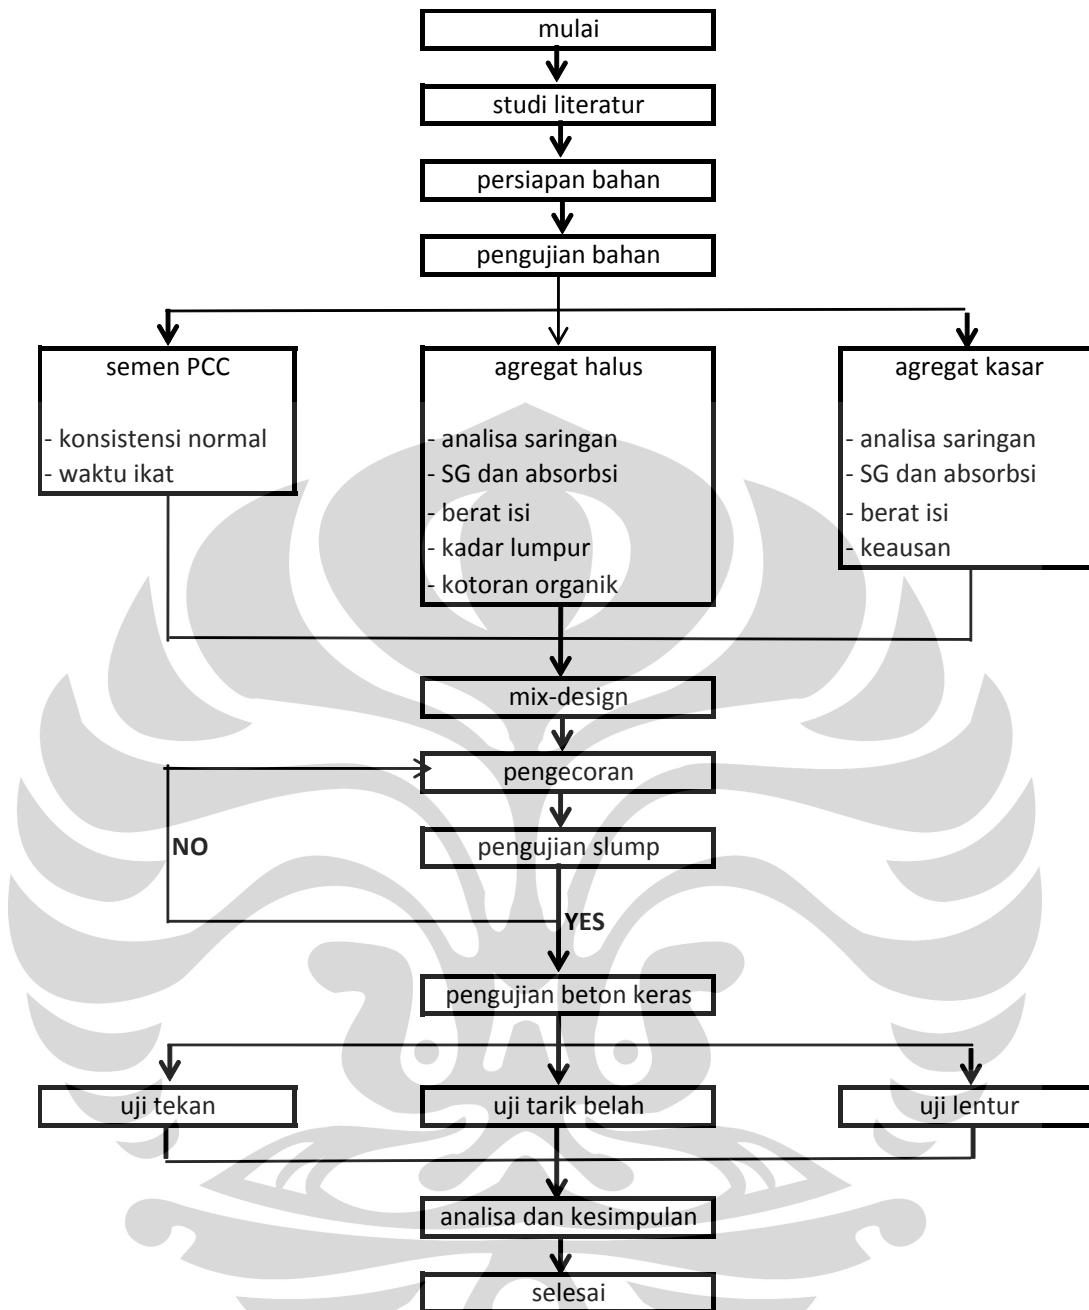 mulai
studi literatur
persiapan bahan
pengujian bahan
semen PCC
- konsistensi normal
- waktu ikat
agregat halus
- analisa saringan
- SG dan absorbsi
- berat isi
- kadar lumpur
- kotoran organik
agregat kasar
- analisa saringan
- SG dan absorbsi
- berat isi
- keausan
mix-design
pengecoran
NO
pengujian slump
YES
pengujian beton keras
uji tekan
uji tarik belah
uji lentur
analisa dan kesimpulan
selesai